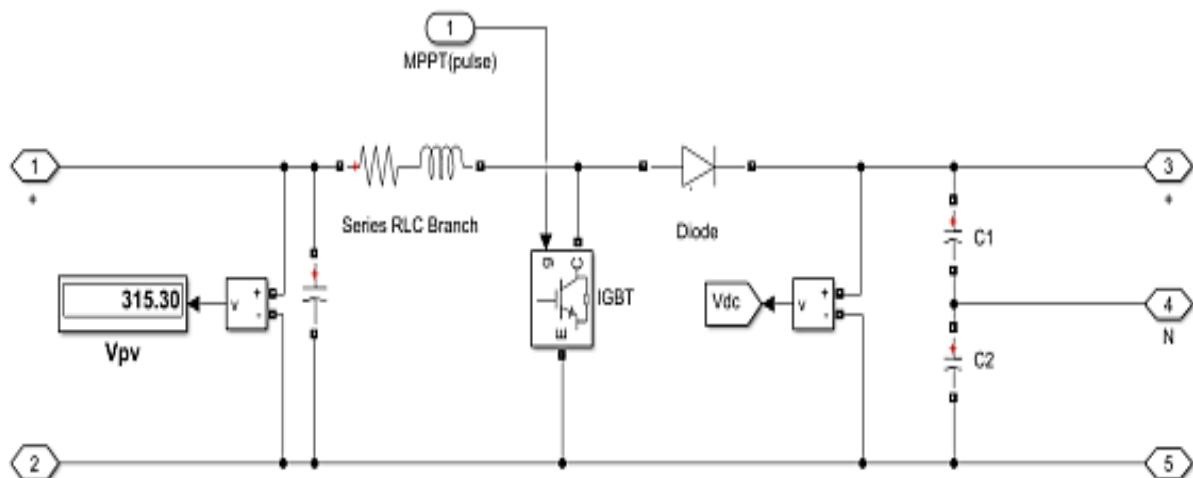 1
MPPT(pulse)
1
+
Series RLC Branch
Diode
3
+
C1
g
C
IGBT
E
315.30
v
+
-
Vpv
Vdc
v
+
-
4
N
C2
2
5